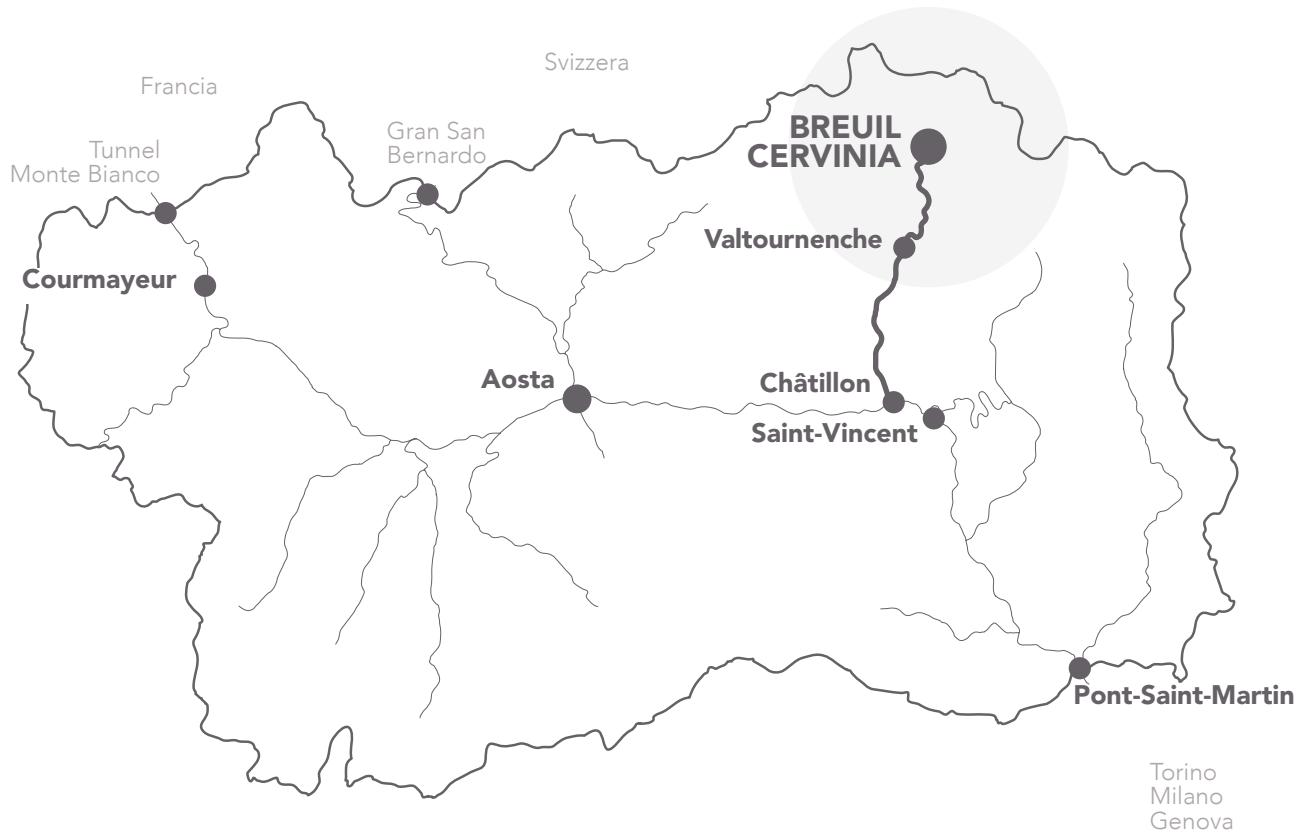 Svizzera
Francia
Gran San
Bernardo
Tunnel
Monte Bianco
BREUIL
CERVINIA
Valtournenche
Courmayeur
Aosta
Châtillon
Saint-Vincent
Pont-Saint-Martin
Torino
Milano
Genova